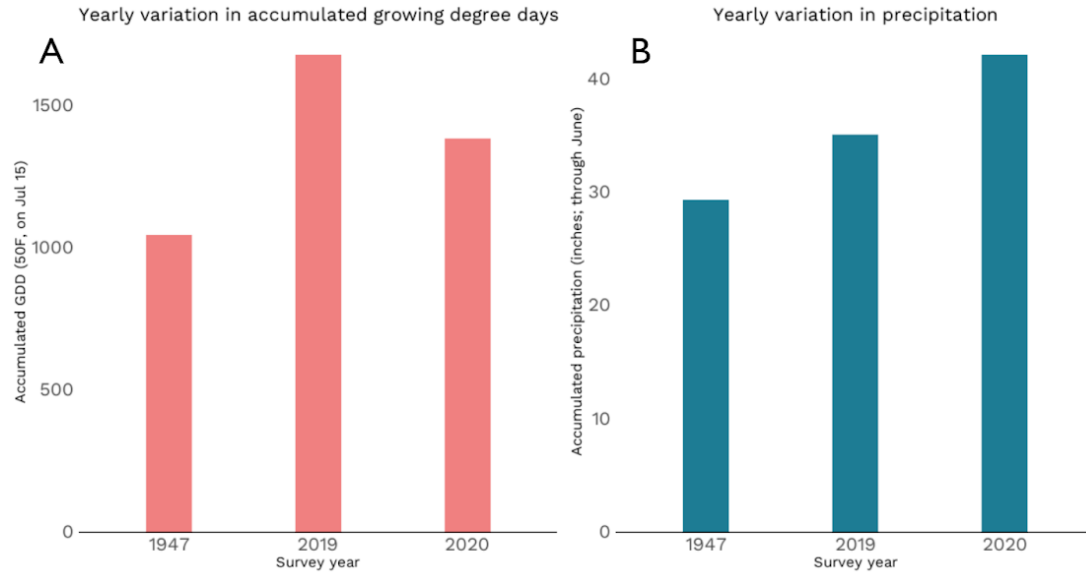 Yearly variation in accumulated growing degree days
A
Accumulated GDD (50F, on Jul 15)
1500
1000
500
0
1947 2019 2020
Survey year
Yearly variation in precipitation
B
Accumulated precipitation (inches; through June)
40
30
20
10
0
1947 2019 2020
Survey year